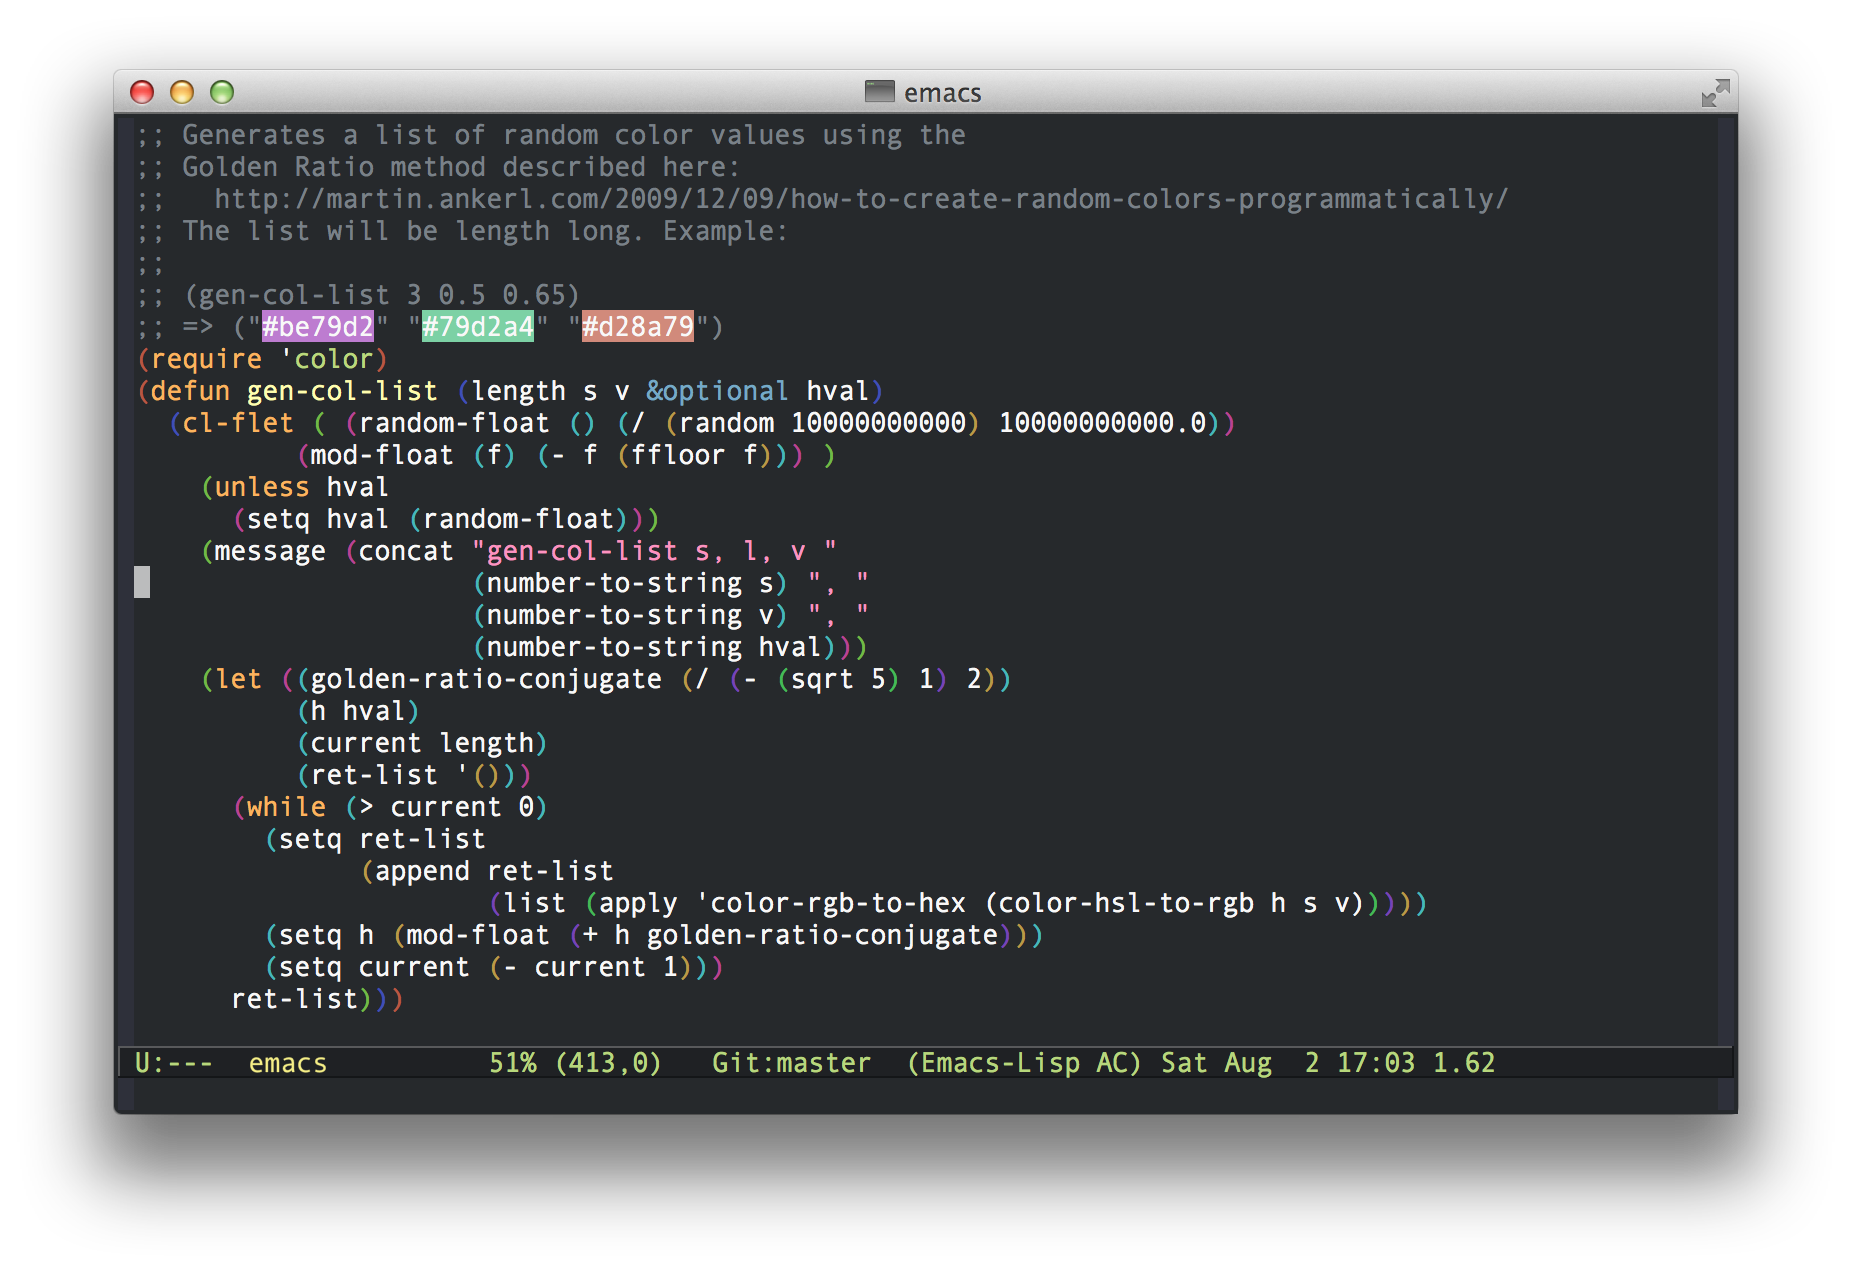 emacs
;; Generates a list of random color values using the
;; Golden Ratio method described here:
;;   http://martin.ankerl.com/2009/12/09/how-to-create-random-colors-programmatically/
;; The list will be length long. Example:
;;
;; (gen-col-list 3 0.5 0.65)
;; => ("#be79d2" "#79d2a4" "#d28a79")
(require 'color)
(defun gen-col-list (length s v &optional hval)
  (cl-flet ( (random-float () (/ (random 10000000000) 10000000000.0))
          (mod-float (f) (- f (ffloor f))) )
    (unless hval
      (setq hval (random-float)))
    (message (concat "gen-col-list s, l, v "
                     (number-to-string s) ", "
                     (number-to-string v) ", "
                     (number-to-string hval)))
    (let ((golden-ratio-conjugate (/ (- (sqrt 5) 1) 2))
          (h hval)
          (current length)
          (ret-list '()))
      (while (> current 0)
        (setq ret-list
              (append ret-list
                      (list (apply 'color-rgb-to-hex (color-hsl-to-rgb h s v)))))
        (setq h (mod-float (+ h golden-ratio-conjugate)))
        (setq current (- current 1)))
      ret-list)))
U:---  emacs          51% (413,0)   Git:master  (Emacs-Lisp AC) Sat Aug  2 17:03 1.62